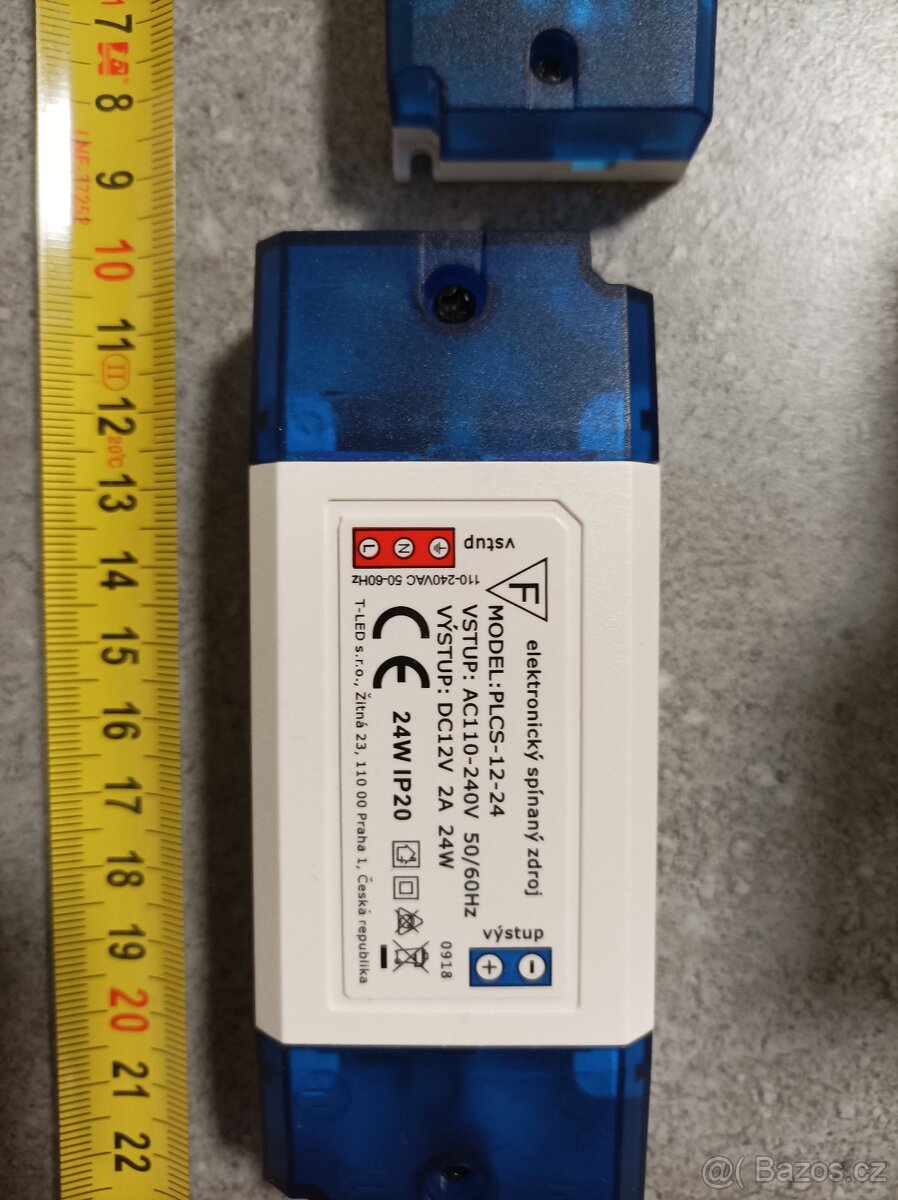 7
8
9
10
11
II
12
20°C
13
14
15
16
17
18
19
20
21
22
F
elektronický spínaný zdroj
MODEL:PLCS-12-24
VSTUP: AC110-240V 50/60Hz
VÝSTUP: DC12V 2A 24W
CE 24W IP20
T-LED s.r.o., Žitná 23, 110 00 Praha 1, Česká republika
0918
vstup
L N
110-240VAC 50-60Hz
výstup
+ -
@( Bazos.cz